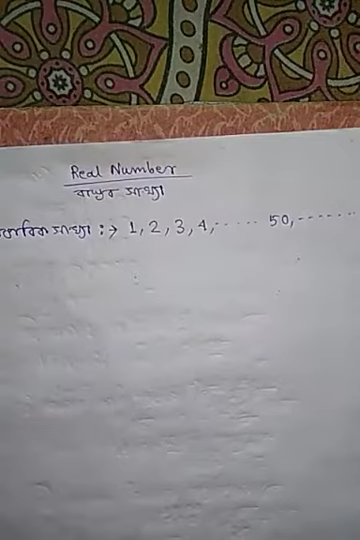 Real Number
বাস্তব সংখ্যা
ভাবিক সংখ্যা :→ 1, 2, 3, 4, ...... 50, .......